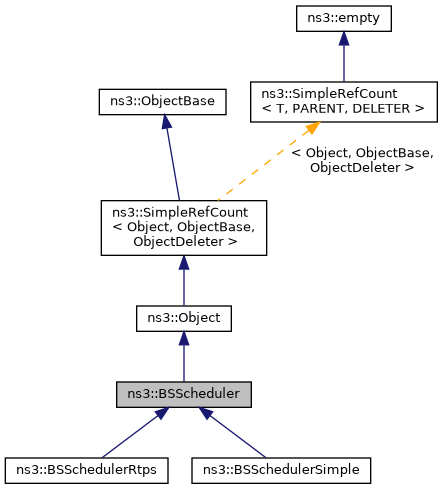 ns3::empty
ns3::SimpleRefCount
< T, PARENT, DELETER >
ns3::ObjectBase
< Object, ObjectBase,
ObjectDeleter >
ns3::SimpleRefCount
< Object, ObjectBase,
ObjectDeleter >
ns3::Object
ns3::BSScheduler
ns3::BSSchedulerRtps
ns3::BSSchedulerSimple